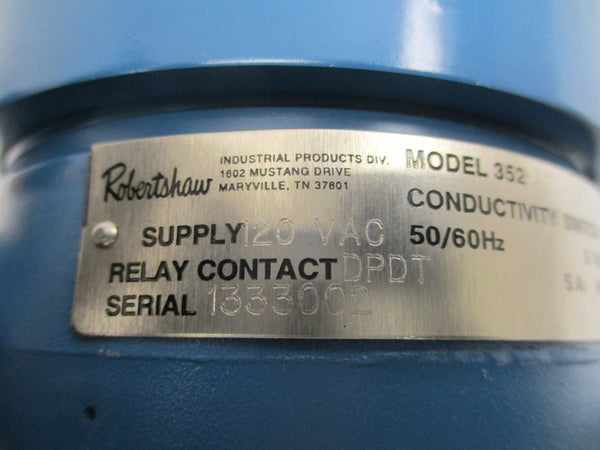 Robertshaw
INDUSTRIAL PRODUCTS DIV.
1602 MUSTANG DRIVE
MARYVILLE, TN 37801
MODEL 352
CONDUCTIVITY SWITCH
SUPPLY 120 VAC 50/60Hz
RELAY CONTACT DPDT
SERIAL 1333002